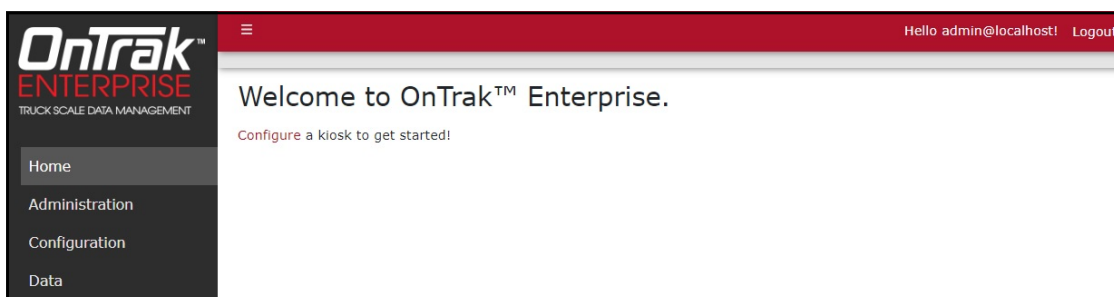 OnTrak™
ENTERPRISE
TRUCK SCALE DATA MANAGEMENT
Home
Administration
Configuration
Data
☰
Hello admin@localhost! Logout
Welcome to OnTrak™ Enterprise.
Configure a kiosk to get started!